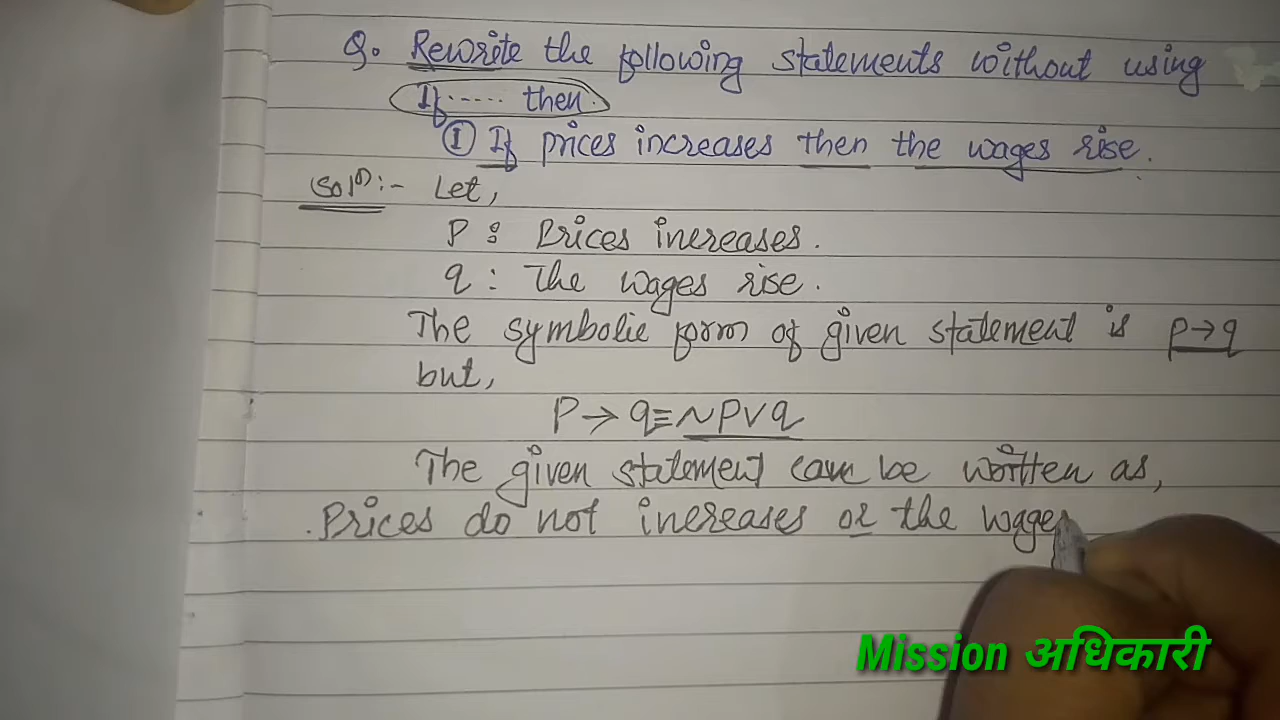 Q. Rewrite the following statements without using
If...... then.
① If prices increases then the wages rise.
Solⁿ:- Let,
P : Prices increases.
q : The wages rise.
The symbolic form of given statement is p→q
but,
P → q ≡ ~P∨q
The given statement can be written as,
. Prices do not increases or the wages
Mission अधिकारी